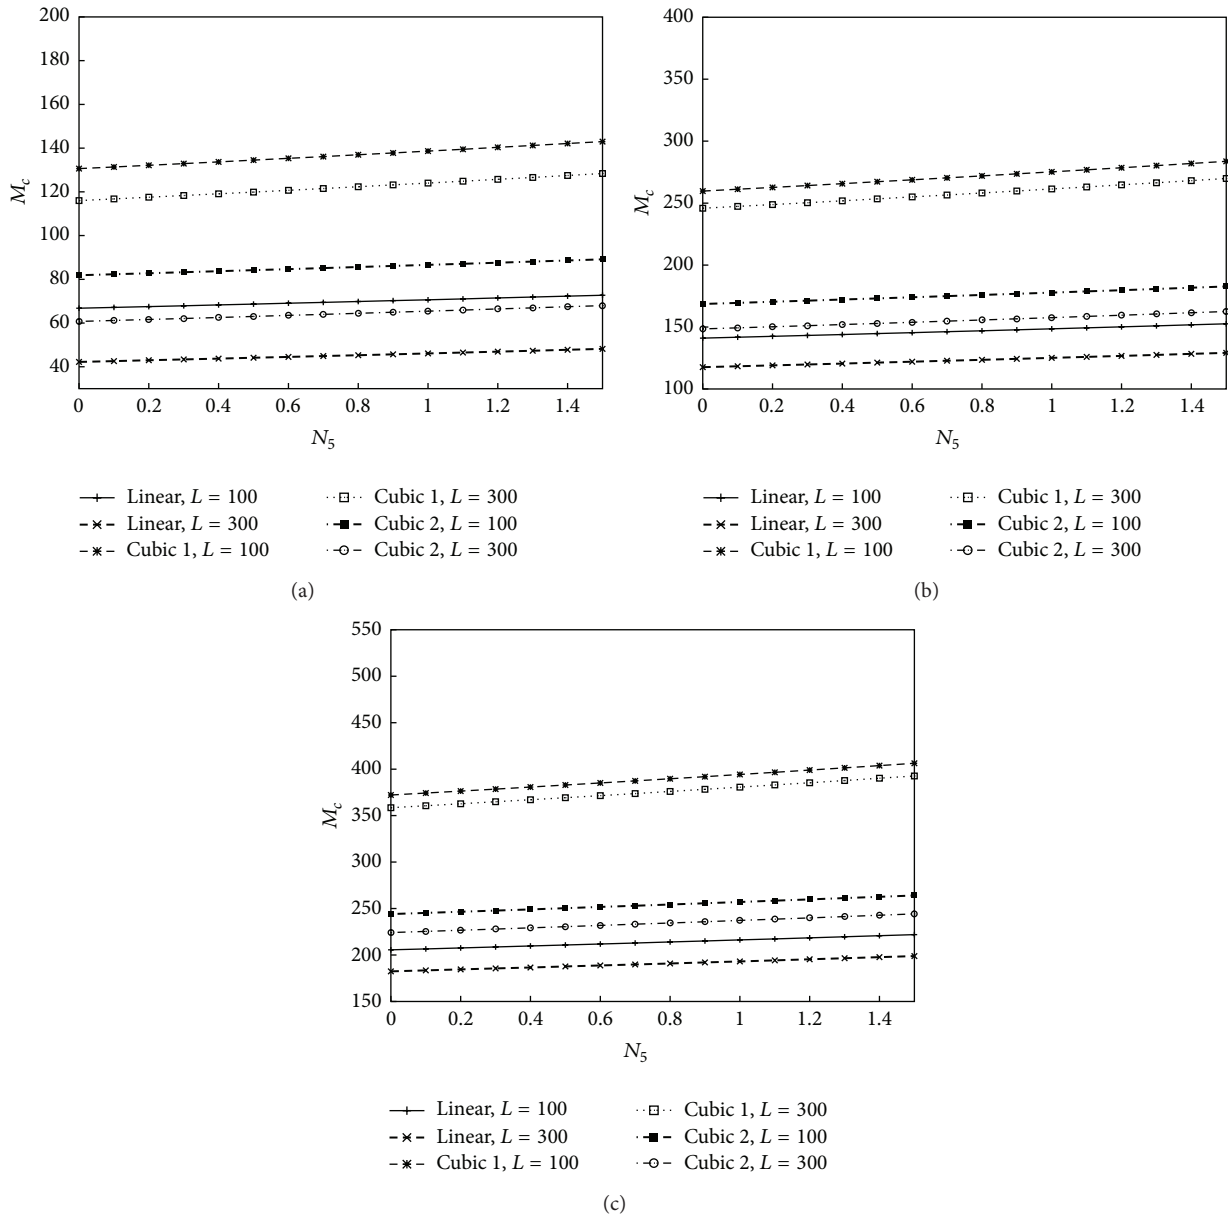 200
180
160
140
120
100
80
60
40
M_c
0 0.2 0.4 0.6 0.8 1 1.2 1.4
N_5
Linear, L = 100
Linear, L = 300
Cubic 1, L = 100
Cubic 1, L = 300
Cubic 2, L = 100
Cubic 2, L = 300
(a)
400
350
300
250
200
150
100
M_c
0 0.2 0.4 0.6 0.8 1 1.2 1.4
N_5
Linear, L = 100
Linear, L = 300
Cubic 1, L = 100
Cubic 1, L = 300
Cubic 2, L = 100
Cubic 2, L = 300
(b)
550
500
450
400
350
300
250
200
150
M_c
0 0.2 0.4 0.6 0.8 1 1.2 1.4
N_5
Linear, L = 100
Linear, L = 300
Cubic 1, L = 100
Cubic 1, L = 300
Cubic 2, L = 100
Cubic 2, L = 300
(c)